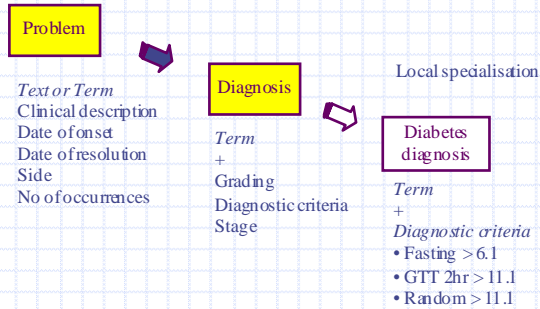 Problem
Text or Term
Clinical description
Date of onset
Date of resolution
Side
No of occurrences
Diagnosis
Term
+
Grading
Diagnostic criteria
Stage
Local specialisation
Diabetes
diagnosis
Term
+
Diagnostic criteria
• Fasting > 6.1
• GTT 2hr > 11.1
• Random > 11.1